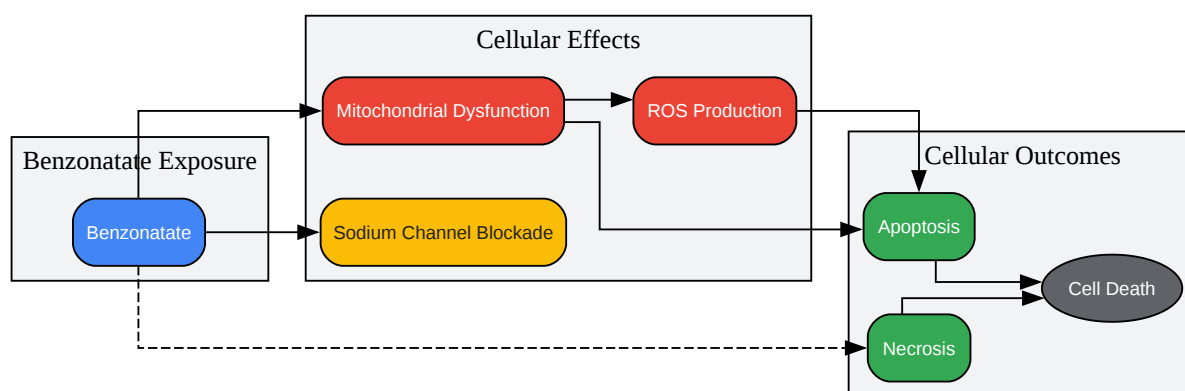 Benzonatate Exposure
Benzonatate
Cellular Effects
Mitochondrial Dysfunction
ROS Production
Sodium Channel Blockade
Cellular Outcomes
Apoptosis
Cell Death
Necrosis